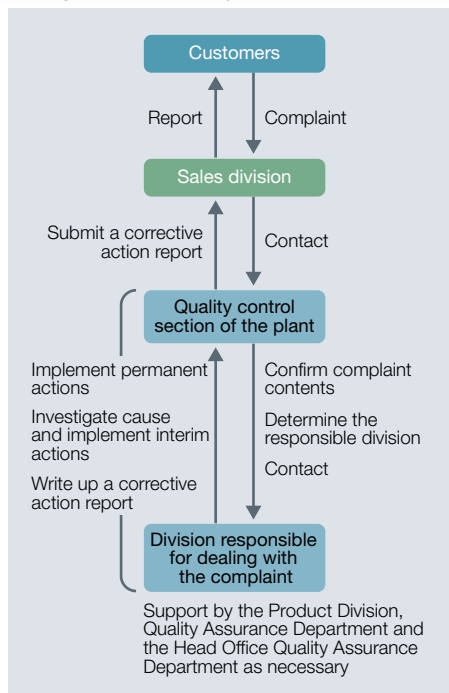 Customers
Report
Complaint
Sales division
Submit a corrective
action report
Contact
Quality control
section of the plant
Implement permanent
actions
Investigate cause
and implement interim
actions
Write up a corrective
action report
Confirm complaint
contents
Determine the
responsible division
Contact
Division responsible
for dealing with
the complaint
Support by the Product Division,
Quality Assurance Department and
the Head Office Quality Assurance
Department as necessary